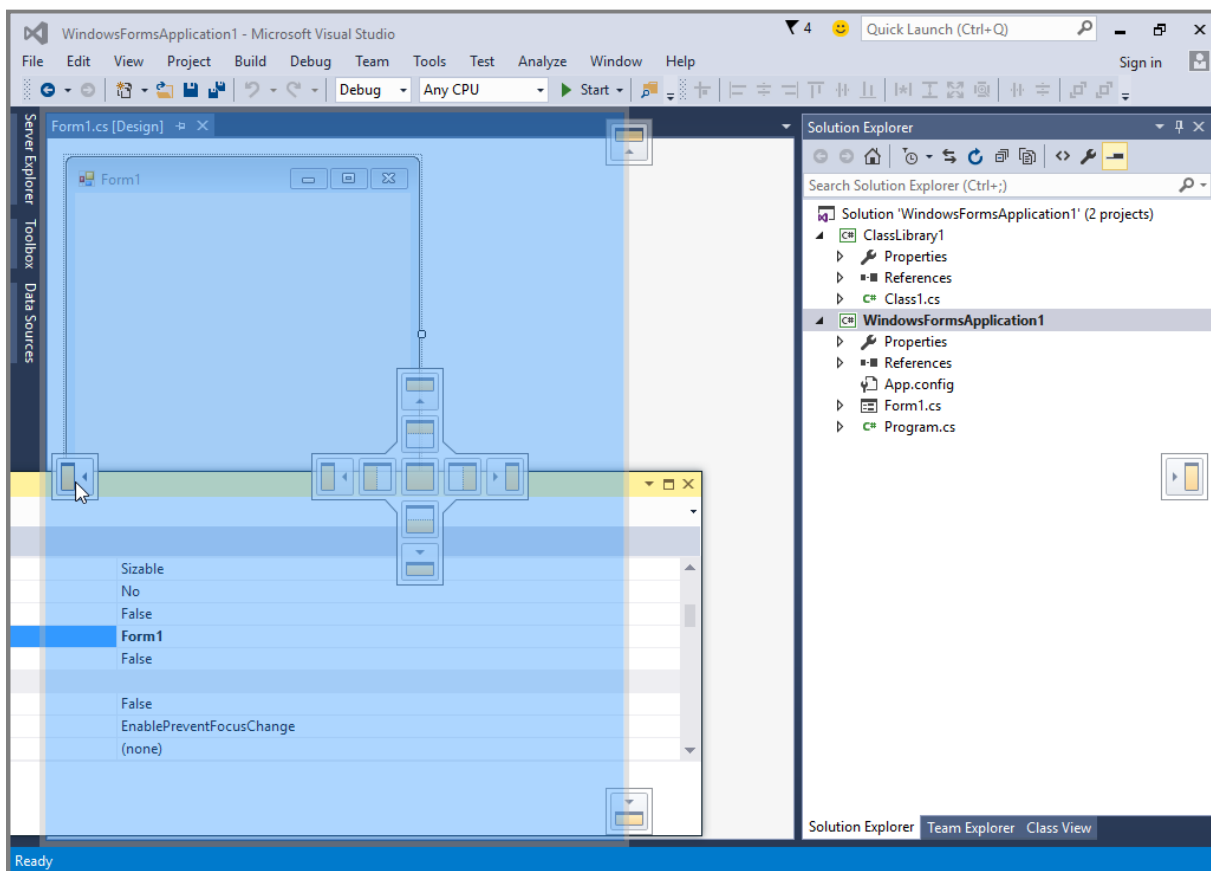 WindowsFormsApplication1 - Microsoft Visual Studio
4
Quick Launch (Ctrl+Q)
File Edit View Project Build Debug Team Tools Test Analyze Window Help
Sign in
Debug
Any CPU
Start
Server Explorer
Toolbox
Data Sources
Form1.cs [Design]
Form1
Sizable
No
False
Form1
False
False
EnablePreventFocusChange
(none)
Solution Explorer
Search Solution Explorer (Ctrl+;)
Solution 'WindowsFormsApplication1' (2 projects)
C# ClassLibrary1
Properties
References
C# Class1.cs
C# WindowsFormsApplication1
Properties
References
App.config
Form1.cs
C# Program.cs
Solution Explorer Team Explorer Class View
Ready